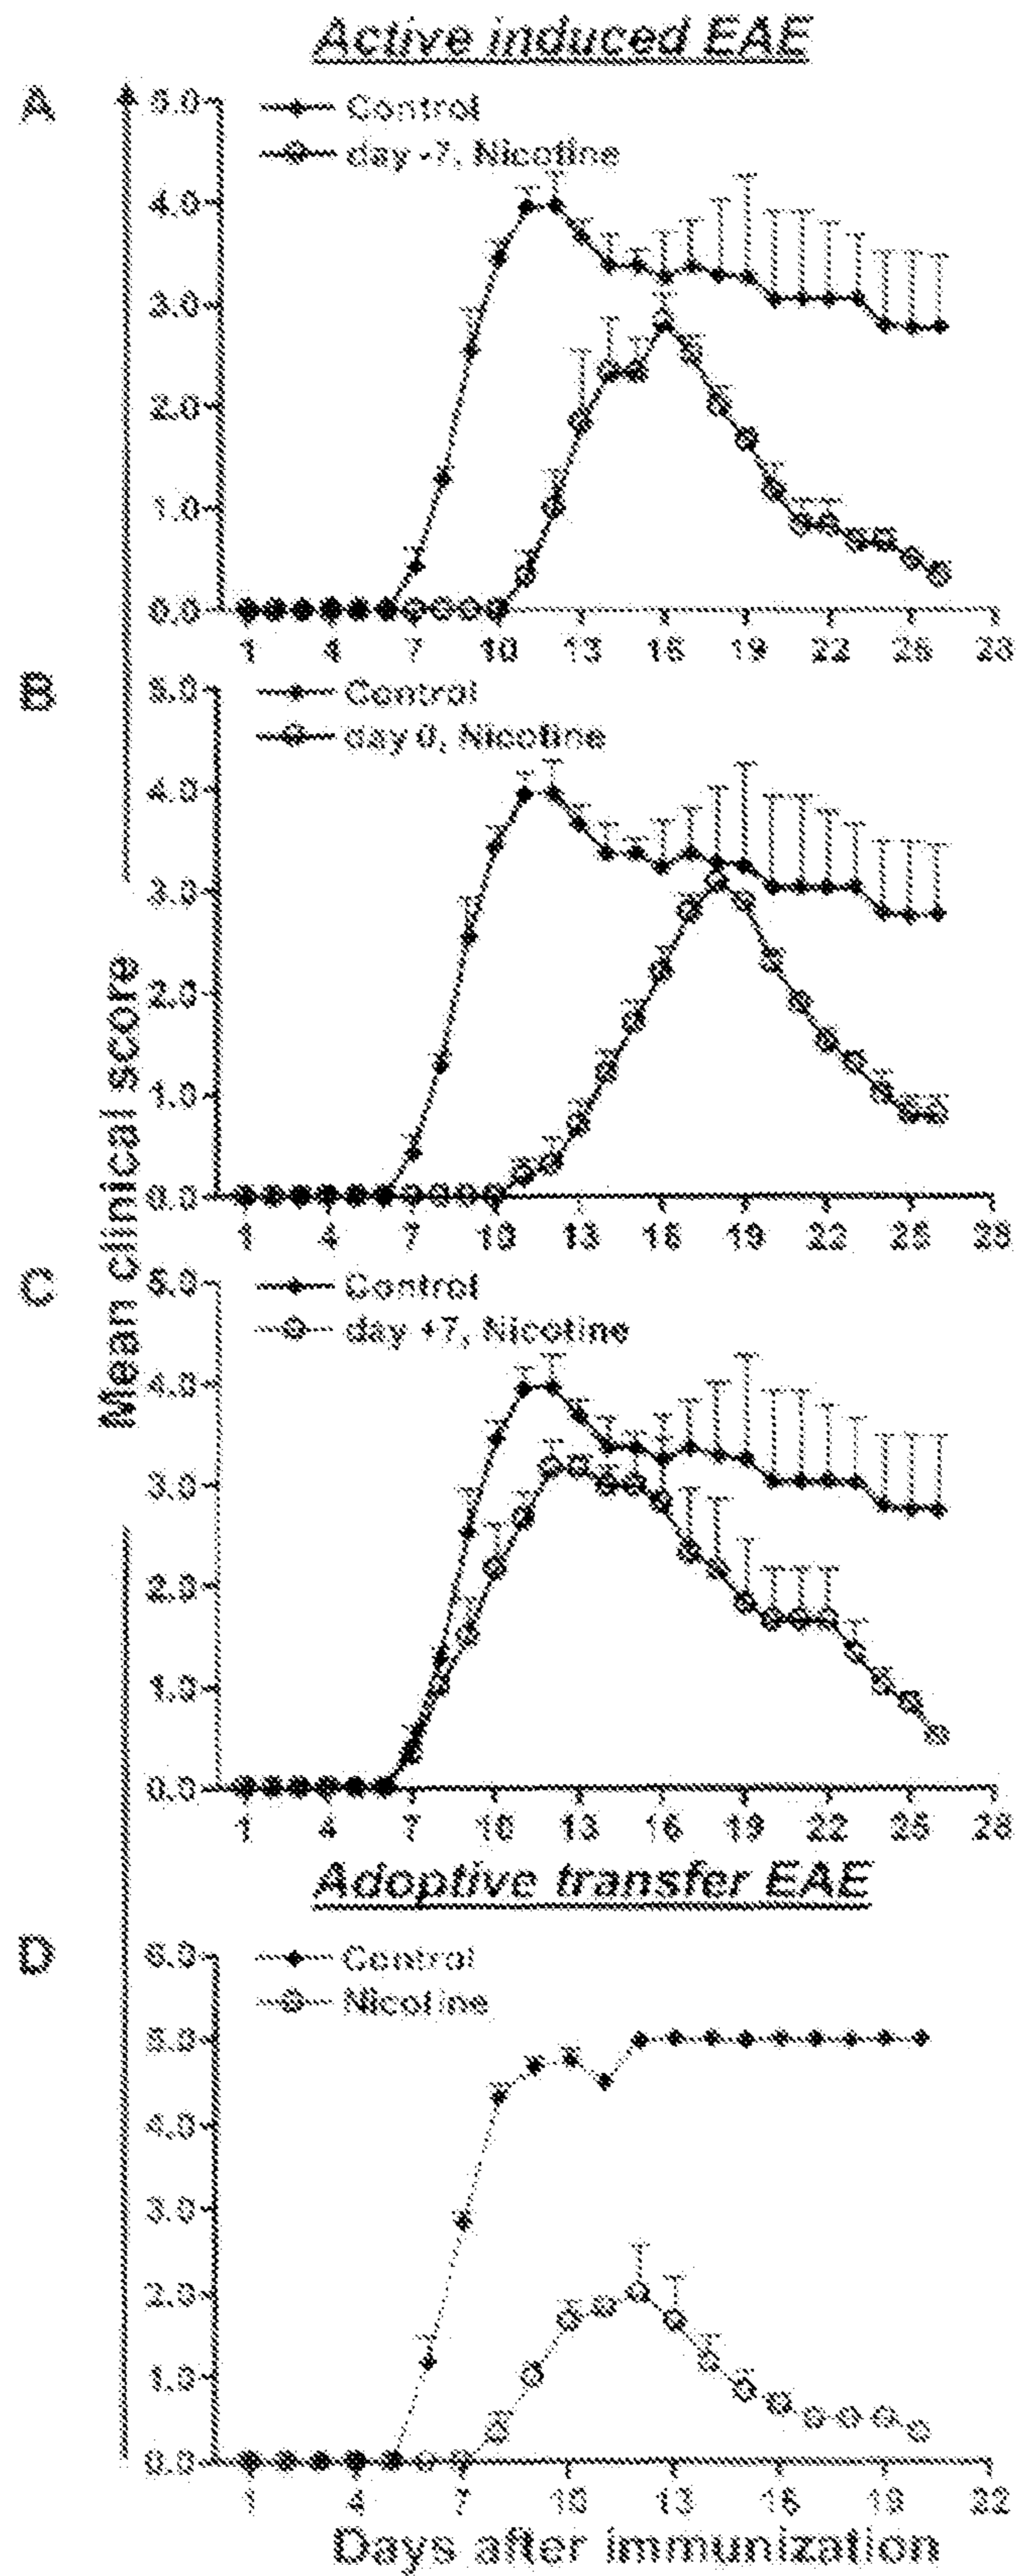 Active induced EAE
A
5.0
Control
day -7, Nicotine
4.0
3.0
2.0
1.0
0.0
1 4 7 10 13 16 19 22 25 28
B
5.0
Control
day 0, Nicotine
4.0
3.0
2.0
1.0
0.0
1 4 7 10 13 16 19 22 25 28
Mean clinical score
C
5.0
Control
day +7, Nicotine
4.0
3.0
2.0
1.0
0.0
1 4 7 10 13 16 19 22 25 28
Adoptive transfer EAE
D
6.0
Control
Nicotine
5.0
4.0
3.0
2.0
1.0
0.0
1 4 7 10 13 16 19 22
Days after immunization